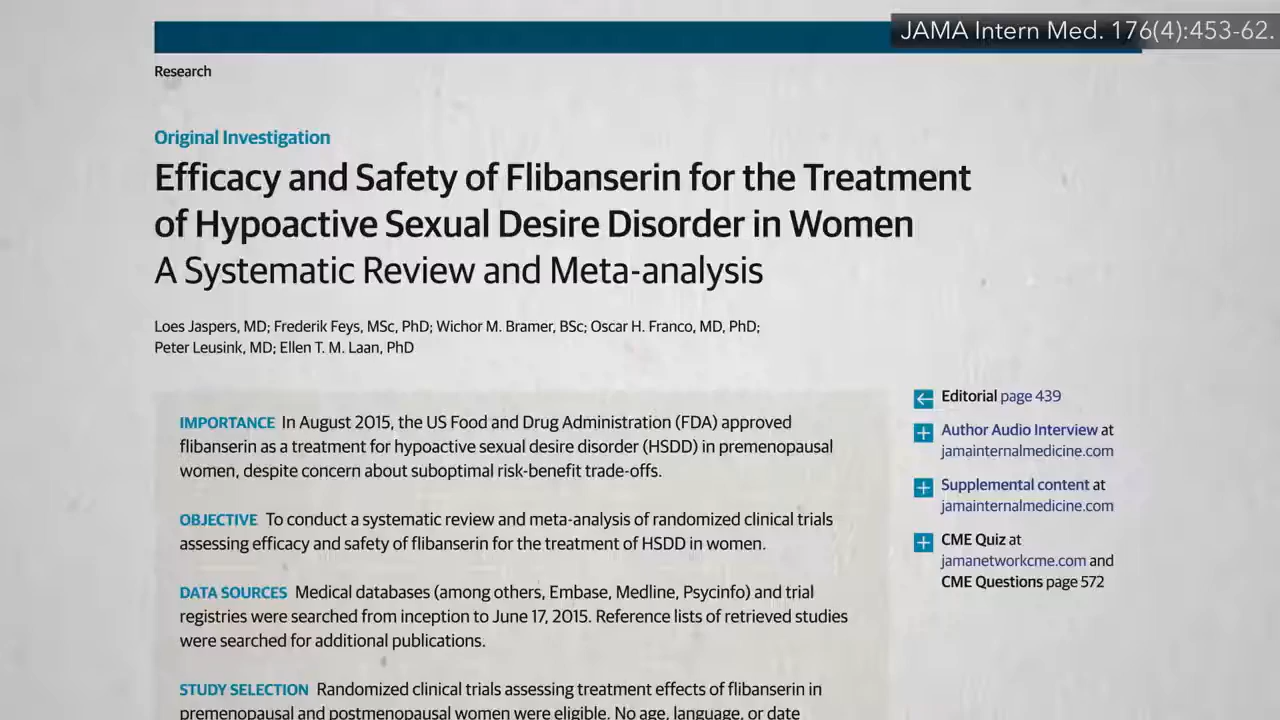 JAMA Intern Med. 176(4):453-62.
Research
Original Investigation
Efficacy and Safety of Flibanserin for the Treatment
of Hypoactive Sexual Desire Disorder in Women
A Systematic Review and Meta-analysis
Loes Jaspers, MD; Frederik Feys, MSc, PhD; Wichor M. Bramer, BSc; Oscar H. Franco, MD, PhD;
Peter Leusink, MD; Ellen T. M. Laan, PhD
IMPORTANCE In August 2015, the US Food and Drug Administration (FDA) approved
flibanserin as a treatment for hypoactive sexual desire disorder (HSDD) in premenopausal
women, despite concern about suboptimal risk-benefit trade-offs.
OBJECTIVE To conduct a systematic review and meta-analysis of randomized clinical trials
assessing efficacy and safety of flibanserin for the treatment of HSDD in women.
DATA SOURCES Medical databases (among others, Embase, Medline, Psycinfo) and trial
registries were searched from inception to June 17, 2015. Reference lists of retrieved studies
were searched for additional publications.
STUDY SELECTION Randomized clinical trials assessing treatment effects of flibanserin in
premenopausal and postmenopausal women were eligible. No age, language, or date
Editorial page 439
Author Audio Interview at
jamainternalmedicine.com
Supplemental content at
jamainternalmedicine.com
CME Quiz at
jamanetworkcme.com and
CME Questions page 572